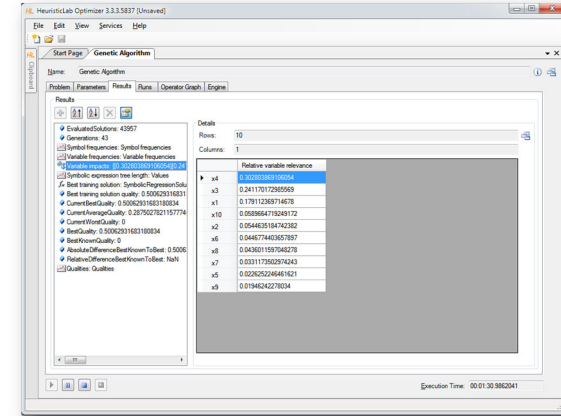 HL HeuristicLab Optimizer 3.3.3.5837 [Unsaved]
File Edit View Services Help
Start Page Genetic Algorithm
Clipboard
Name: Genetic Algorithm
Problem Parameters Results Runs Operator Graph Engine
Results
EvaluatedSolutions: 43957
Generations: 43
Symbol frequencies: Symbol frequencies
Variable frequencies: Variable frequencies
Variable impacts: [[0.302803869106054][0.241
Symbolic expression tree length: Values
Best training solution: SymbolicRegressionSolu
Best training solution quality: 0.500629316831
CurrentBestQuality: 0.50062931683180834
CurrentAverageQuality: 0.28750278211577740
CurrentWorstQuality: 0
BestQuality: 0.50062931683180834
BestKnownQuality: 0
AbsoluteDifferenceBestKnownToBest: 0.5006
RelativeDifferenceBestKnownToBest: NaN
Qualities: Qualities
Details
Rows: 10
Columns: 1
Relative variable relevance
x4 0.302803869106054
x3 0.241170172985569
x1 0.179112369714678
x10 0.0589664719249172
x2 0.0544635184742382
x6 0.0446774403657897
x8 0.0436011597048278
x7 0.0331173502974243
x5 0.0226252246461621
x9 0.01946242278034
Execution Time: 00:01:30.9862041